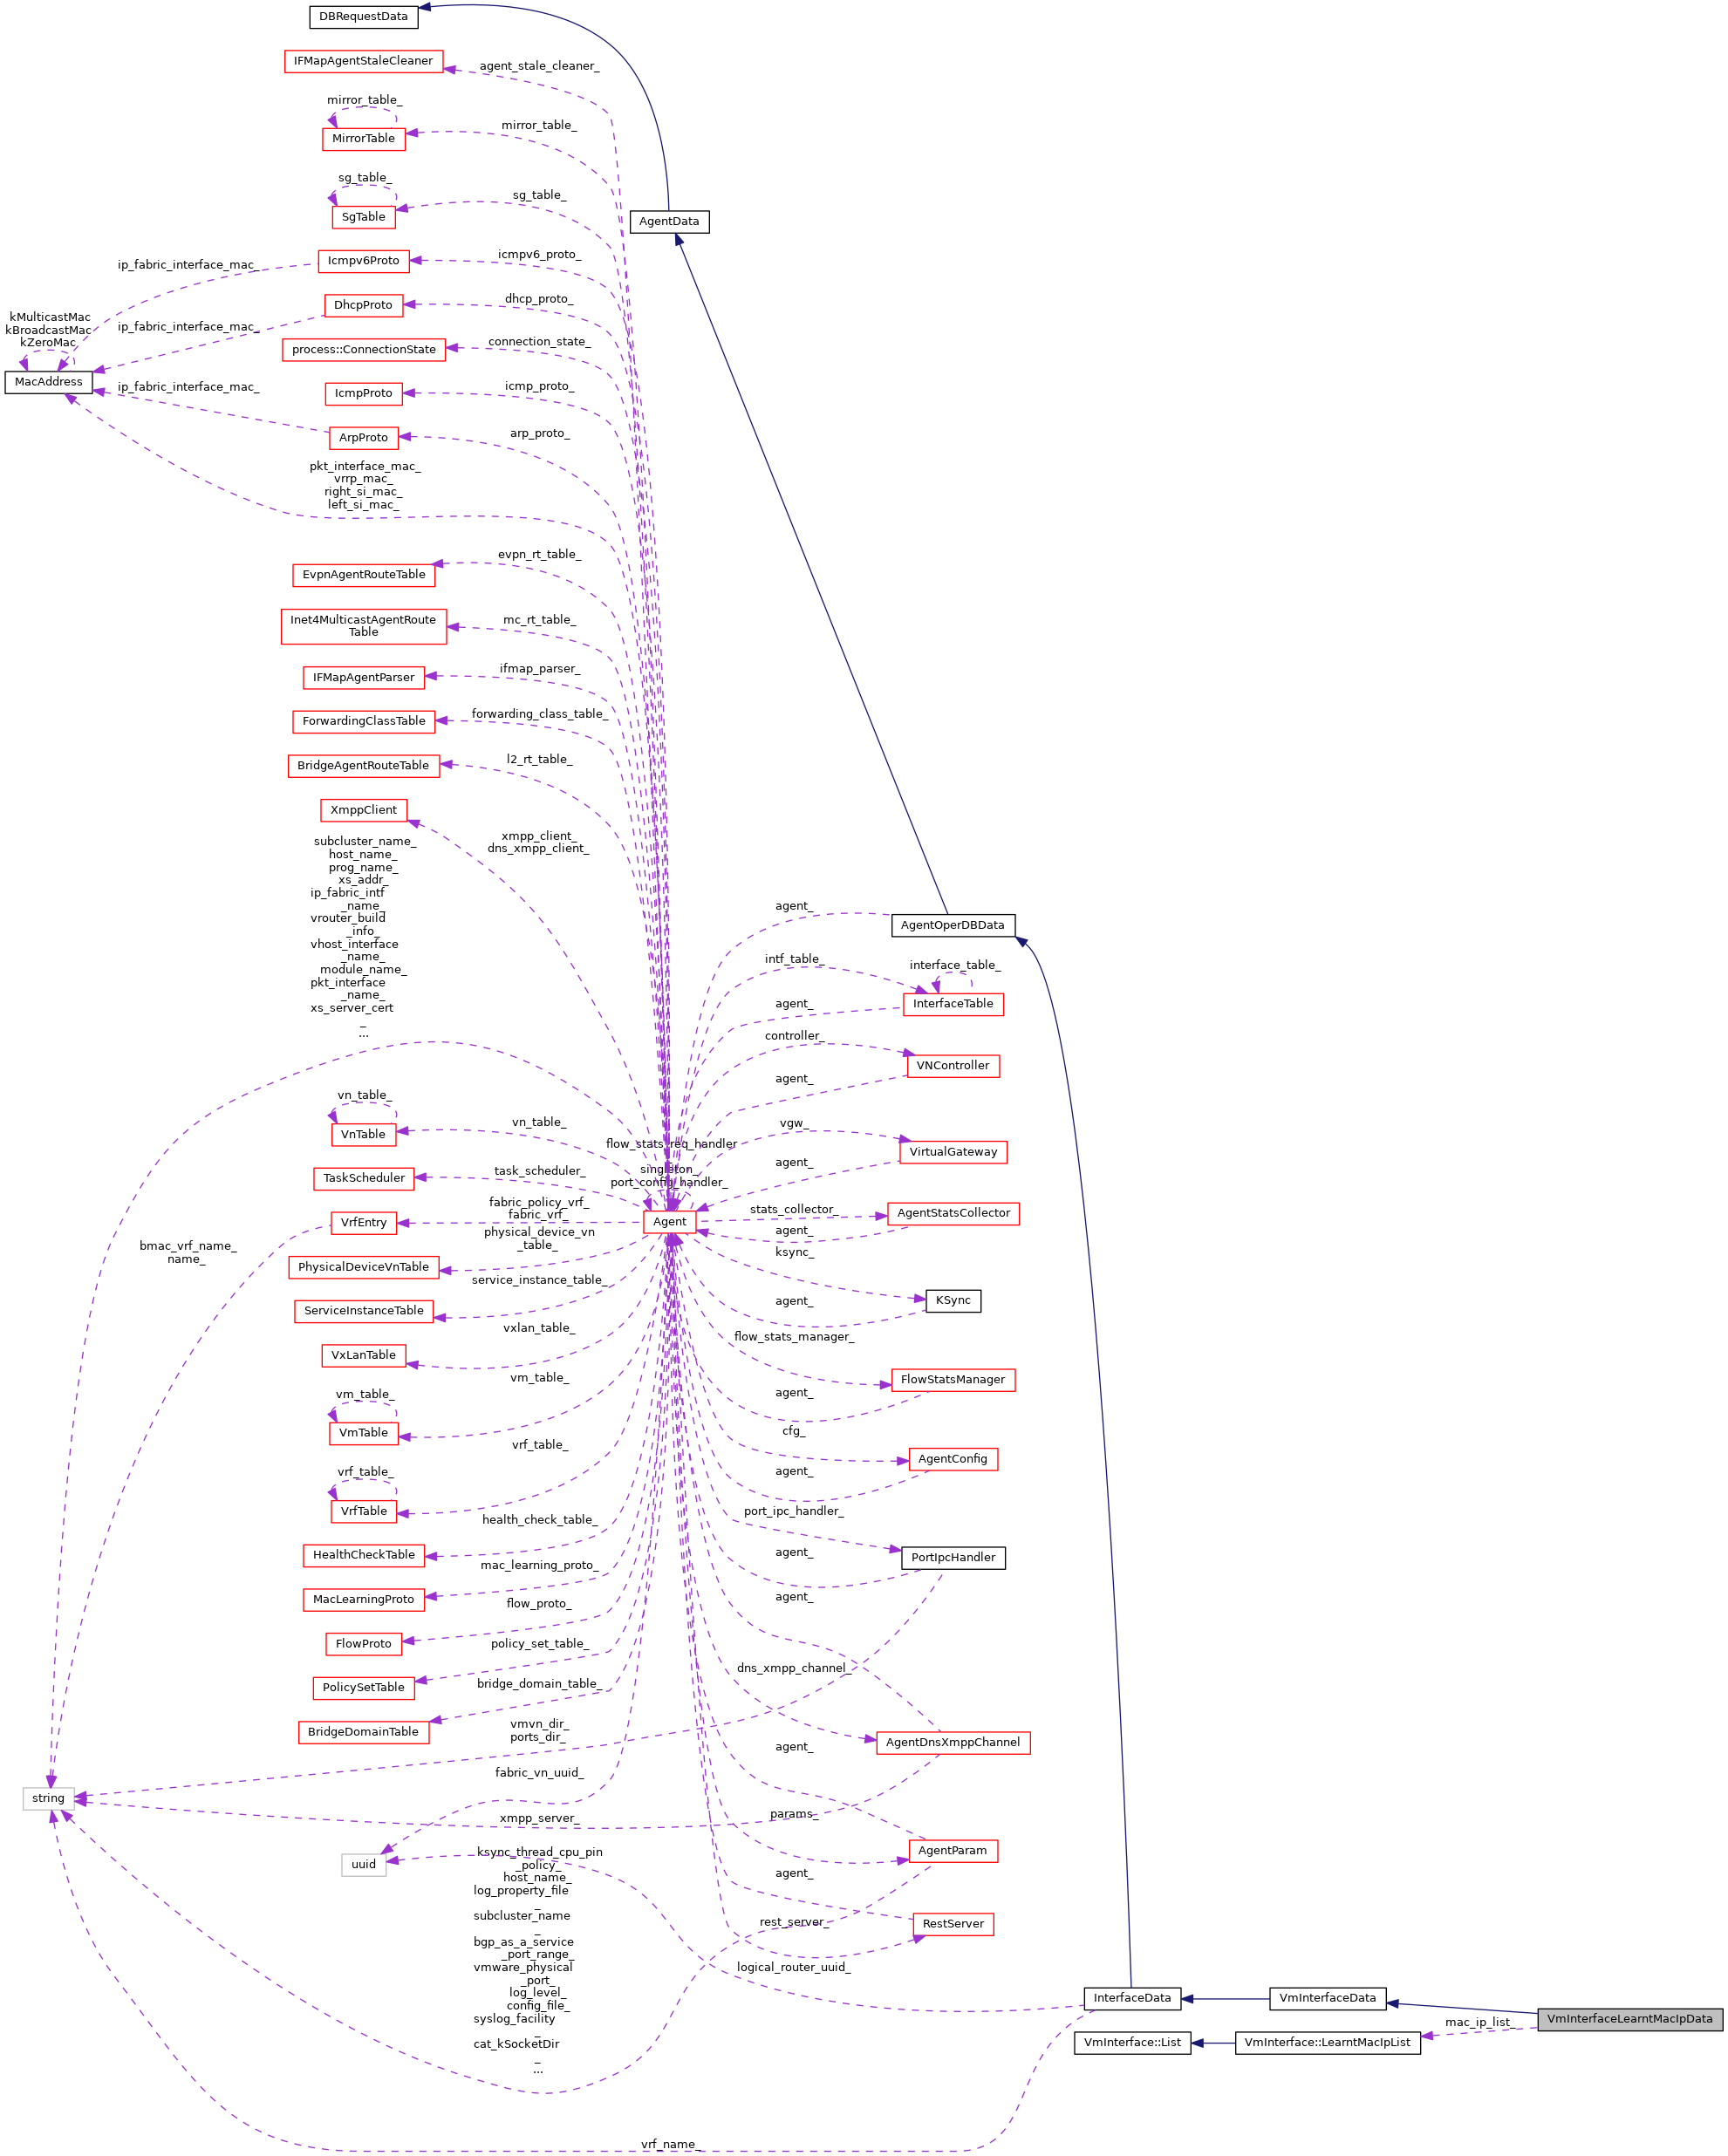 DBRequestData
IFMapAgentStaleCleaner
agent_stale_cleaner_
mirror_table_
mirror_table_
MirrorTable
sg_table_
sg_table_
SgTable
AgentData
Icmpv6Proto
icmpv6_proto_
ip_fabric_interface_mac_
DhcpProto
dhcp_proto_
kMulticastMac
kBroadcastMac
kZeroMac
ip_fabric_interface_mac_
process::ConnectionState
connection_state_
MacAddress
ip_fabric_interface_mac_
IcmpProto
icmp_proto_
ArpProto
arp_proto_
pkt_interface_mac_
vrrp_mac_
right_si_mac_
left_si_mac_
EvpnAgentRouteTable
evpn_rt_table_
Inet4MulticastAgentRoute
Table
mc_rt_table_
IFMapAgentParser
ifmap_parser_
ForwardingClassTable
forwarding_class_table_
BridgeAgentRouteTable
l2_rt_table_
XmppClient
xmpp_client_
dns_xmpp_client_
subcluster_name_
host_name_
prog_name_
xs_addr_
ip_fabric_intf
_name_
vrouter_build
_info_
vhost_interface
_name_
module_name_
pkt_interface
_name_
xs_server_cert
_
...
agent_
AgentOperDBData
intf_table_
interface_table_
InterfaceTable
agent_
controller_
VNController
agent_
vn_table_
VnTable
vn_table_
vgw_
VirtualGateway
agent_
flow_stats_req_handler
_
singleton_
port_config_handler_
TaskScheduler
task_scheduler_
VrfEntry
fabric_policy_vrf_
fabric_vrf_
Agent
stats_collector_
AgentStatsCollector
agent_
bmac_vrf_name_
name_
PhysicalDeviceVnTable
physical_device_vn
_table_
ksync_
KSync
agent_
ServiceInstanceTable
service_instance_table_
VxLanTable
vxlan_table_
flow_stats_manager_
FlowStatsManager
agent_
vm_table_
VmTable
vm_table_
cfg_
AgentConfig
agent_
vrf_table_
VrfTable
vrf_table_
port_ipc_handler_
PortIpcHandler
agent_
HealthCheckTable
health_check_table_
MacLearningProto
mac_learning_proto_
agent_
FlowProto
flow_proto_
PolicySetTable
policy_set_table_
dns_xmpp_channel_
BridgeDomainTable
bridge_domain_table_
AgentDnsXmppChannel
vmvn_dir_
ports_dir_
agent_
string
fabric_vn_uuid_
xmpp_server_
params_
AgentParam
uuid
ksync_thread_cpu_pin
_policy_
host_name_
log_property_file
_
subcluster_name
_
bgp_as_a_service
_port_range_
vmware_physical
_port_
log_level_
config_file_
syslog_facility
_
cat_kSocketDir
_
...
agent_
rest_server_
RestServer
logical_router_uuid_
InterfaceData
VmInterfaceData
VmInterfaceLearntMacIpData
mac_ip_list_
VmInterface::List
VmInterface::LearntMacIpList
vrf_name_